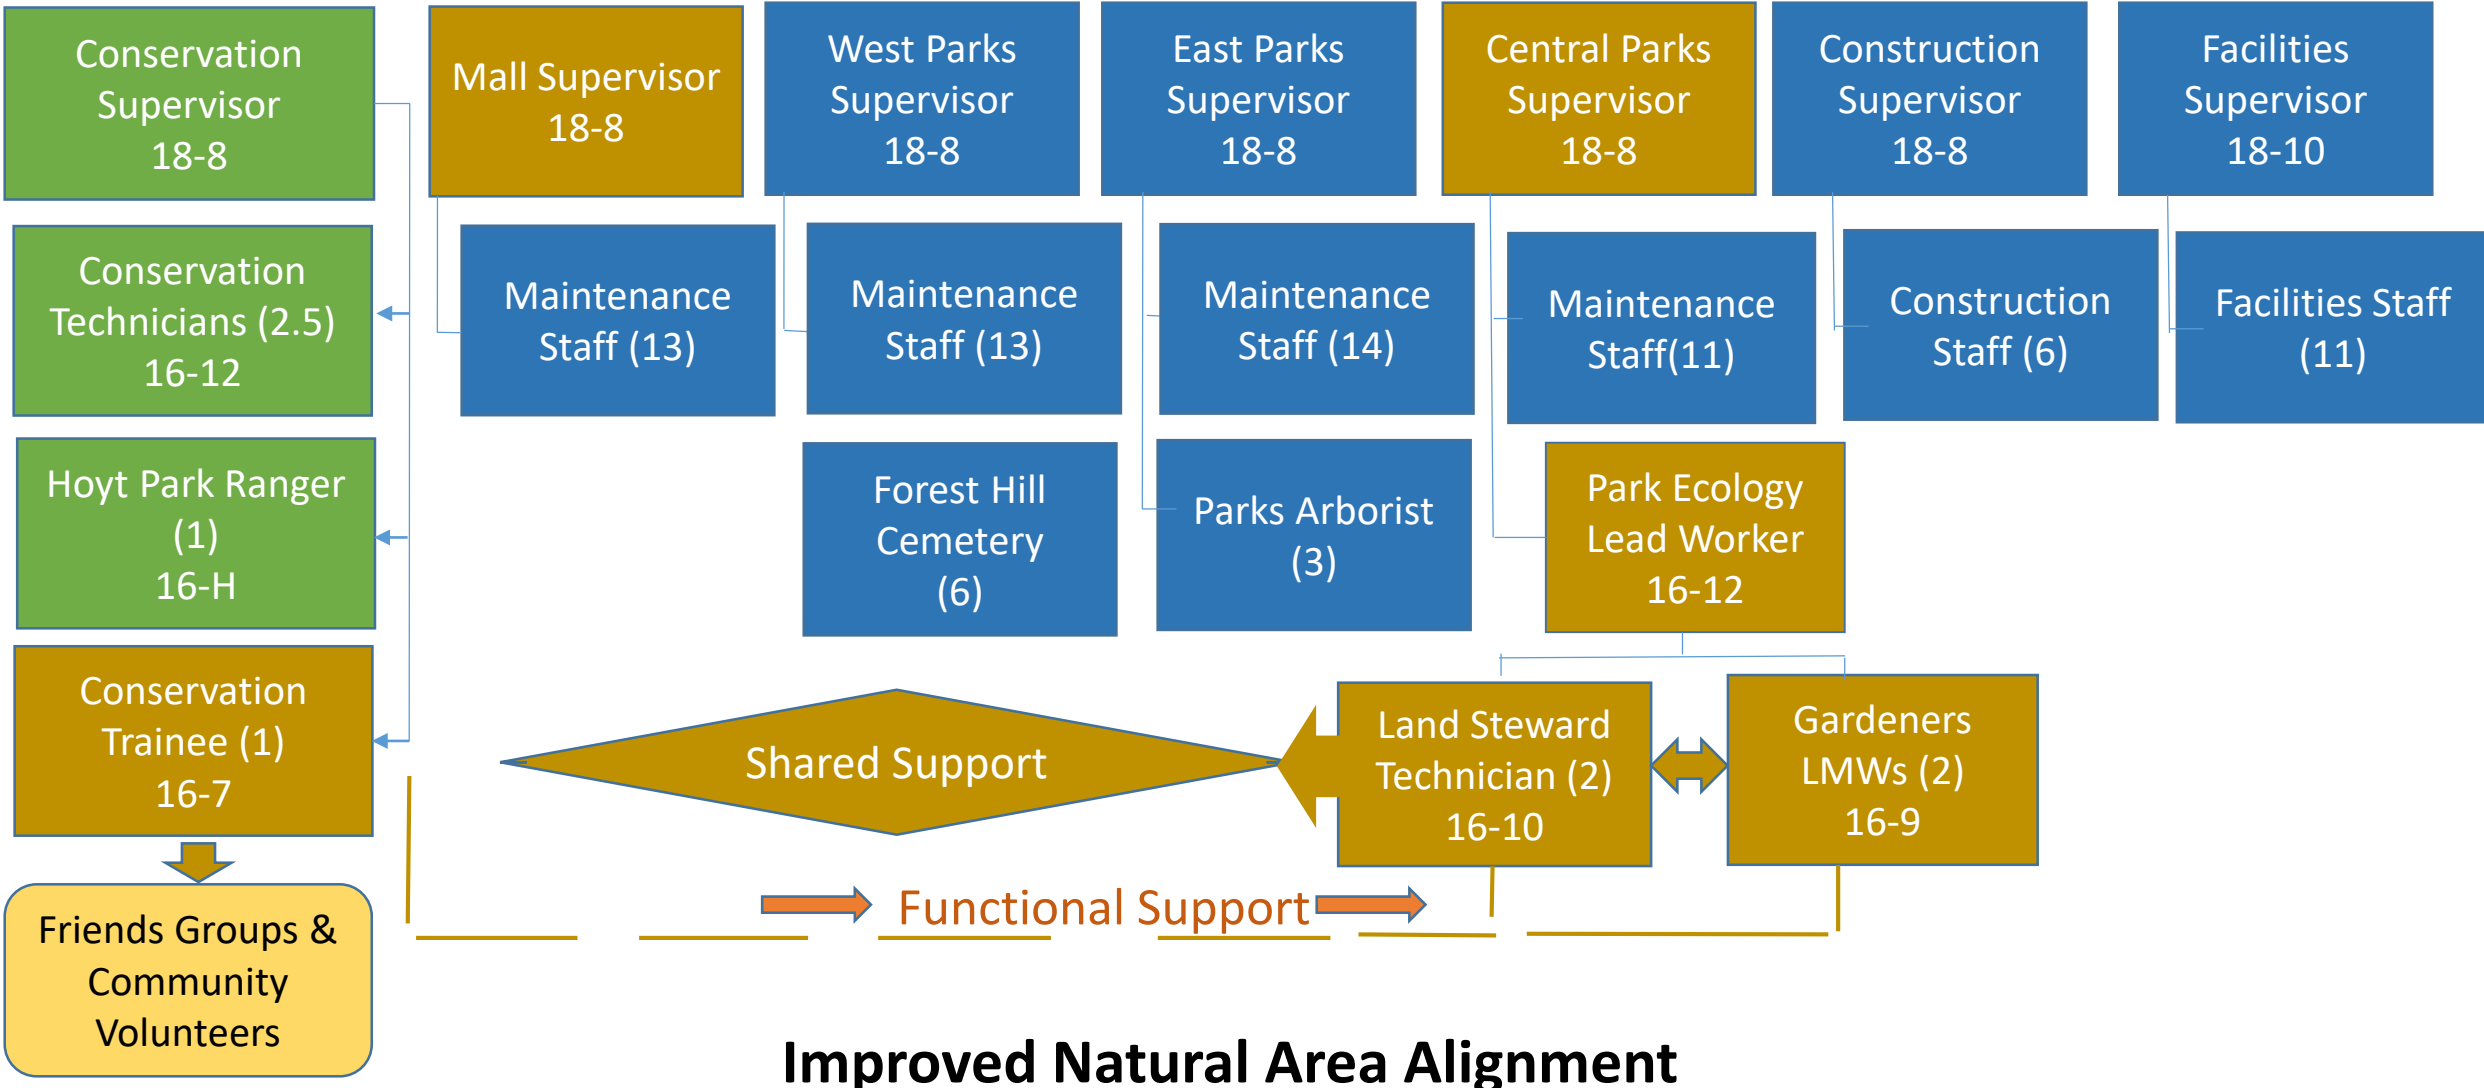 Conservation
Supervisor
18-8
Mall Supervisor
18-8
West Parks
Supervisor
18-8
East Parks
Supervisor
18-8
Central Parks
Supervisor
18-8
Construction
Supervisor
18-8
Facilities
Supervisor
18-10
Conservation
Technicians (2.5)
16-12
Maintenance
Staff (13)
Maintenance
Staff (13)
Maintenance
Staff (14)
Maintenance
Staff(11)
Construction
Staff (6)
Facilities Staff
(11)
Hoyt Park Ranger
(1)
16-H
Forest Hill
Cemetery
(6)
Parks Arborist
(3)
Park Ecology
Lead Worker
16-12
Conservation
Trainee (1)
16-7
Shared Support
Land Steward
Technician (2)
16-10
Gardeners
LMWs (2)
16-9
Functional Support
Friends Groups &
Community
Volunteers
Improved Natural Area Alignment